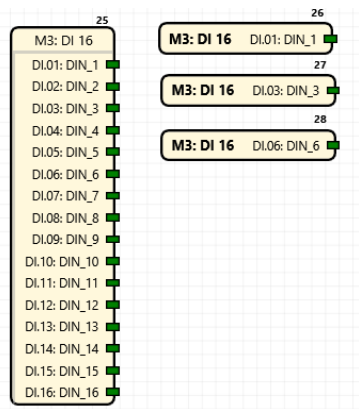 25
M3: DI 16
DI.01: DIN_1
DI.02: DIN_2
DI.03: DIN_3
DI.04: DIN_4
DI.05: DIN_5
DI.06: DIN_6
DI.07: DIN_7
DI.08: DIN_8
DI.09: DIN_9
DI.10: DIN_10
DI.11: DIN_11
DI.12: DIN_12
DI.13: DIN_13
DI.14: DIN_14
DI.15: DIN_15
DI.16: DIN_16
26
M3: DI 16 DI.01: DIN_1
27
M3: DI 16 DI.03: DIN_3
28
M3: DI 16 DI.06: DIN_6